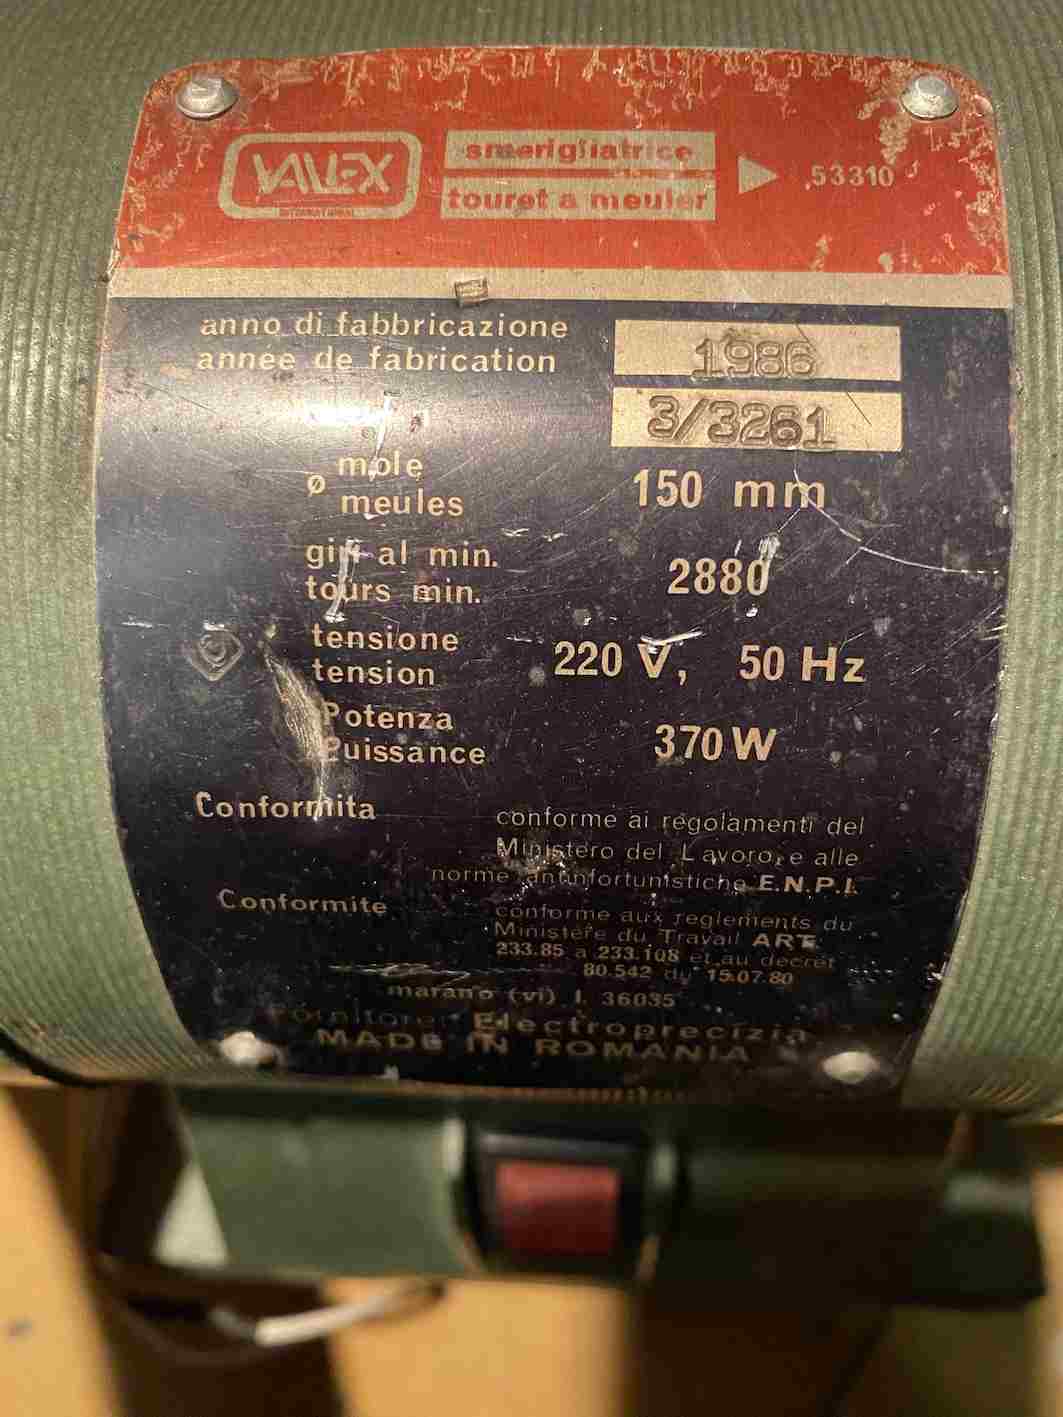 VALEX
INTERNATIONAL
smerigliatrice
touret a meuler
53310
anno di fabbricazione
année de fabrication
1986
3/3261
ø mole
meules
150 mm
giri al min.
tours min.
2880
tensione
tension
220 V, 50 Hz
Potenza
Puissance
370 W
Conformita
conforme ai regolamenti del
Ministero del Lavoro, e alle
norme antinfortunistiche E.N.P.I.
Conformite
conforme aux reglements du
Ministère du Travail ART.
233.85 a 233.108 et au decret
80.542 du 15.07.80
marano (vi) I. 36035
Fornitore: Electroprecizia
MADE IN ROMANIA